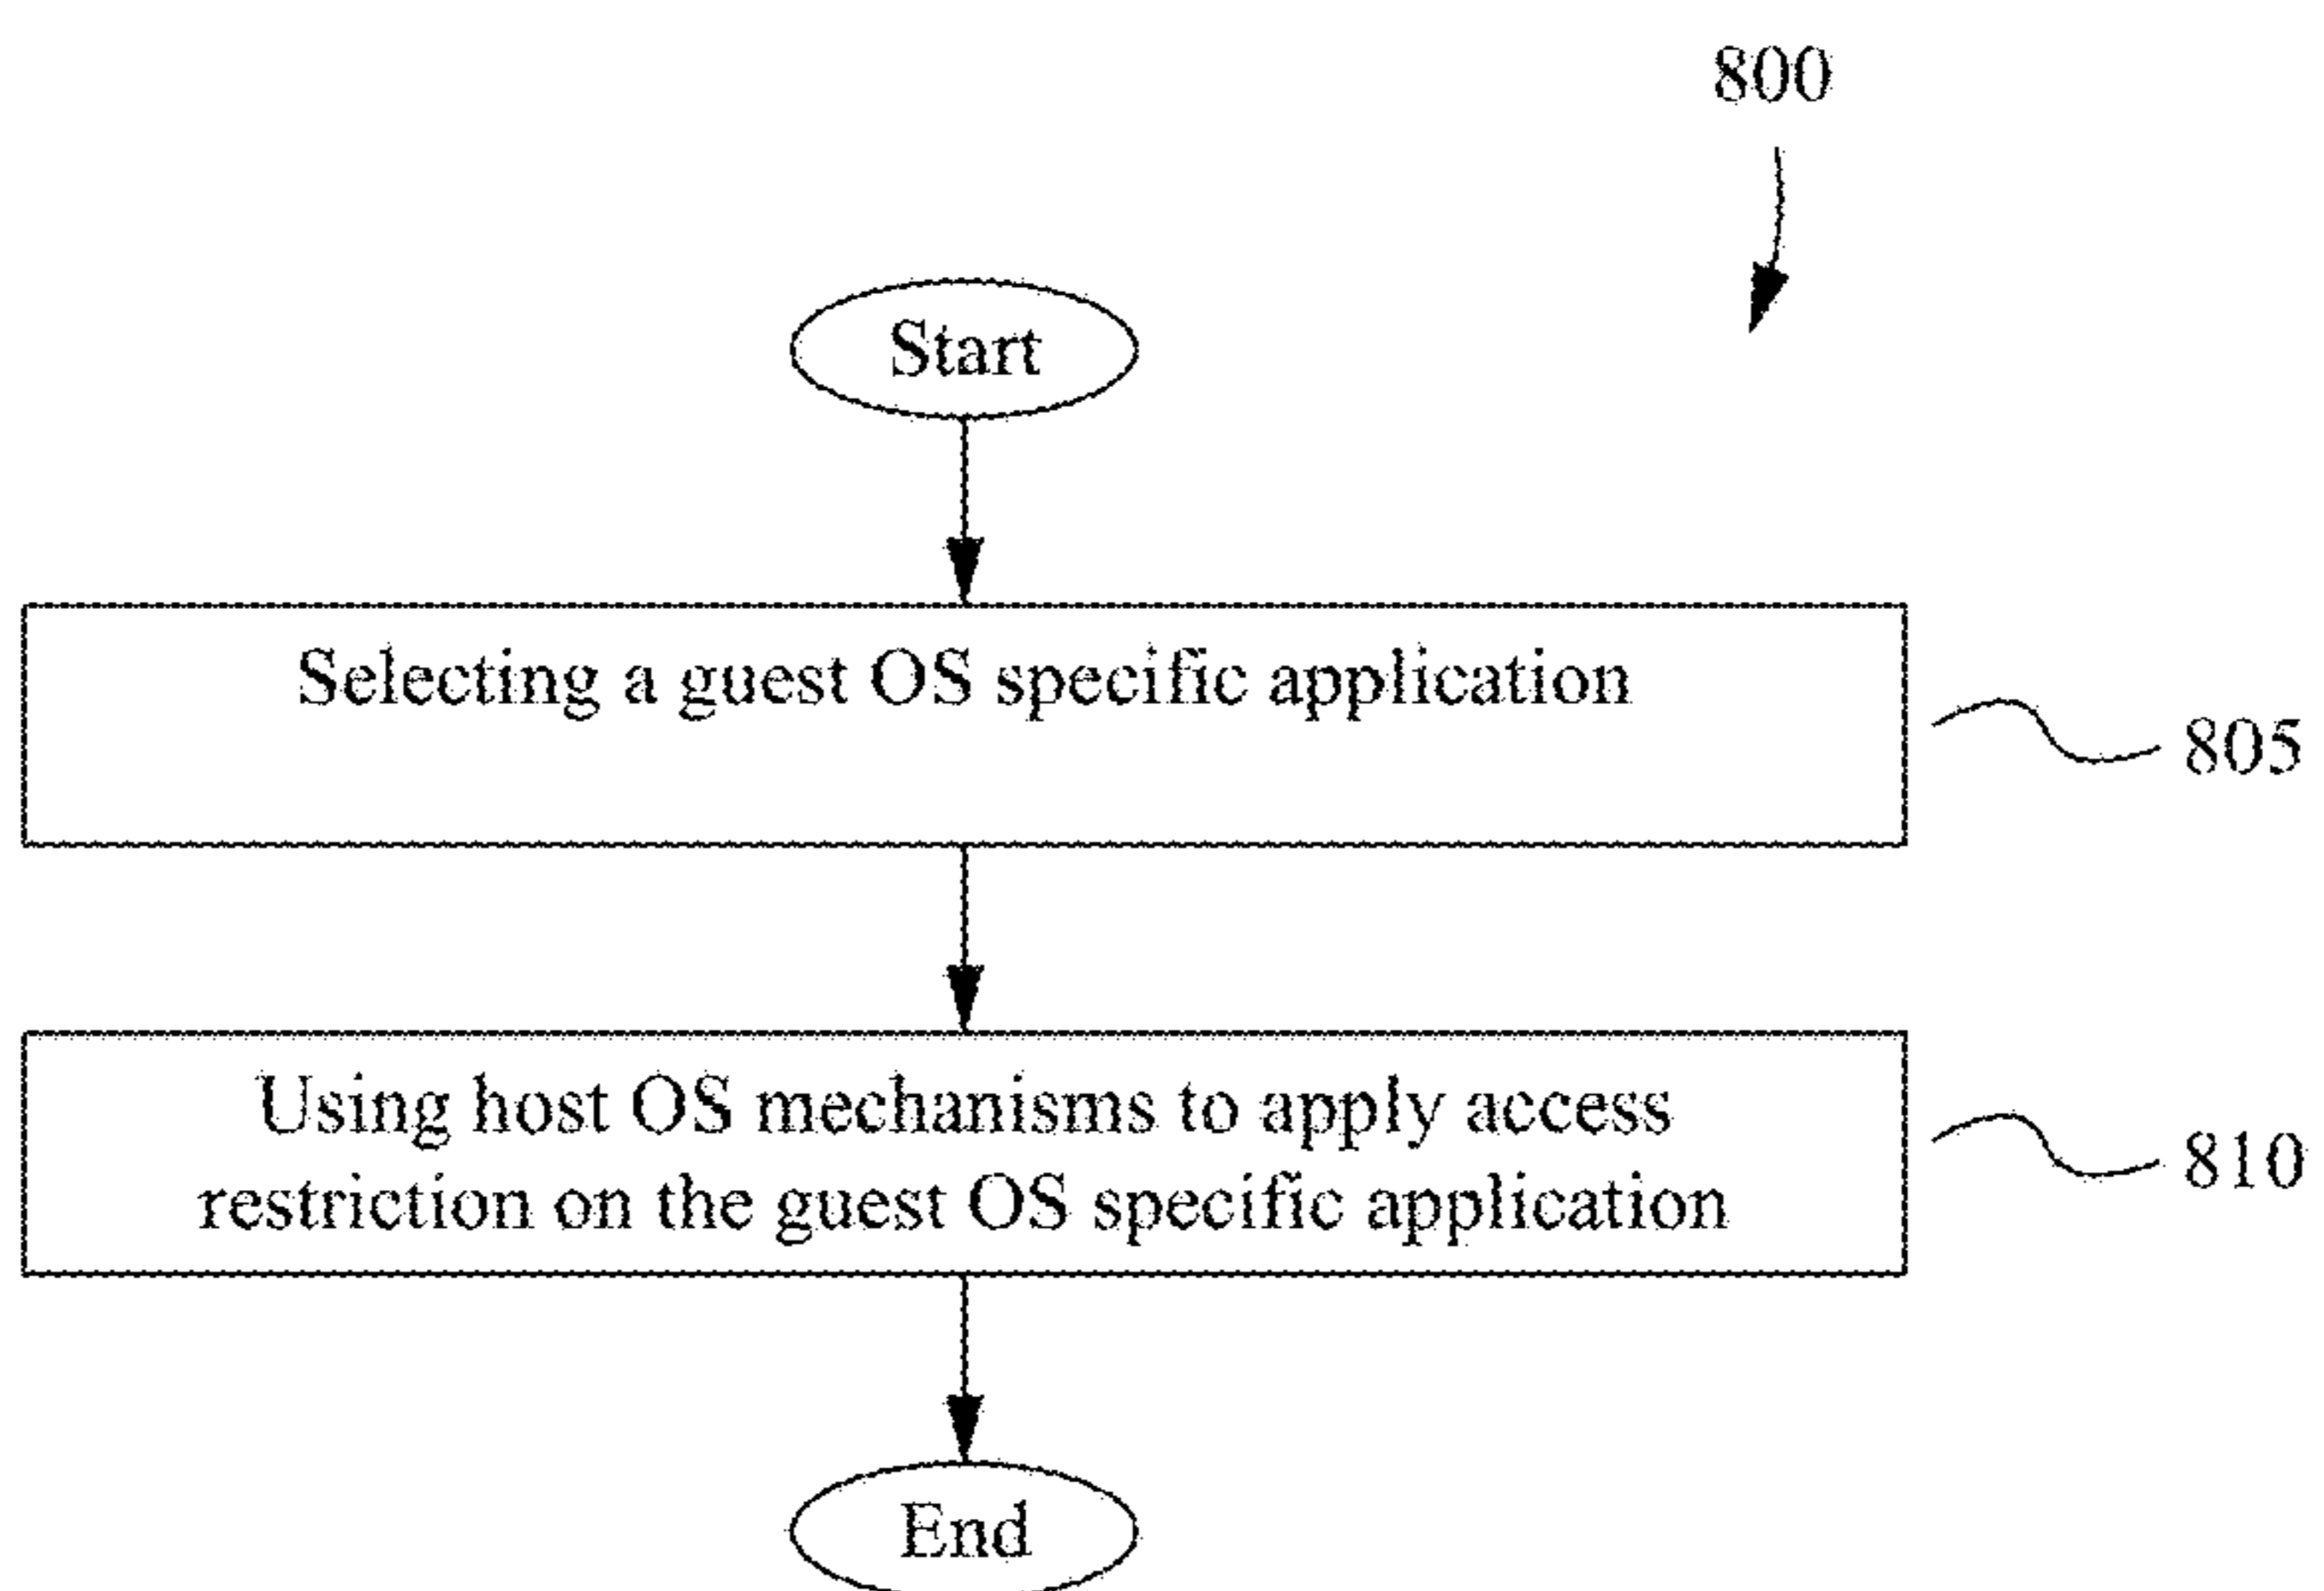 800
Start
Selecting a guest OS specific application
805
Using host OS mechanisms to apply access
restriction on the guest OS specific application
810
End